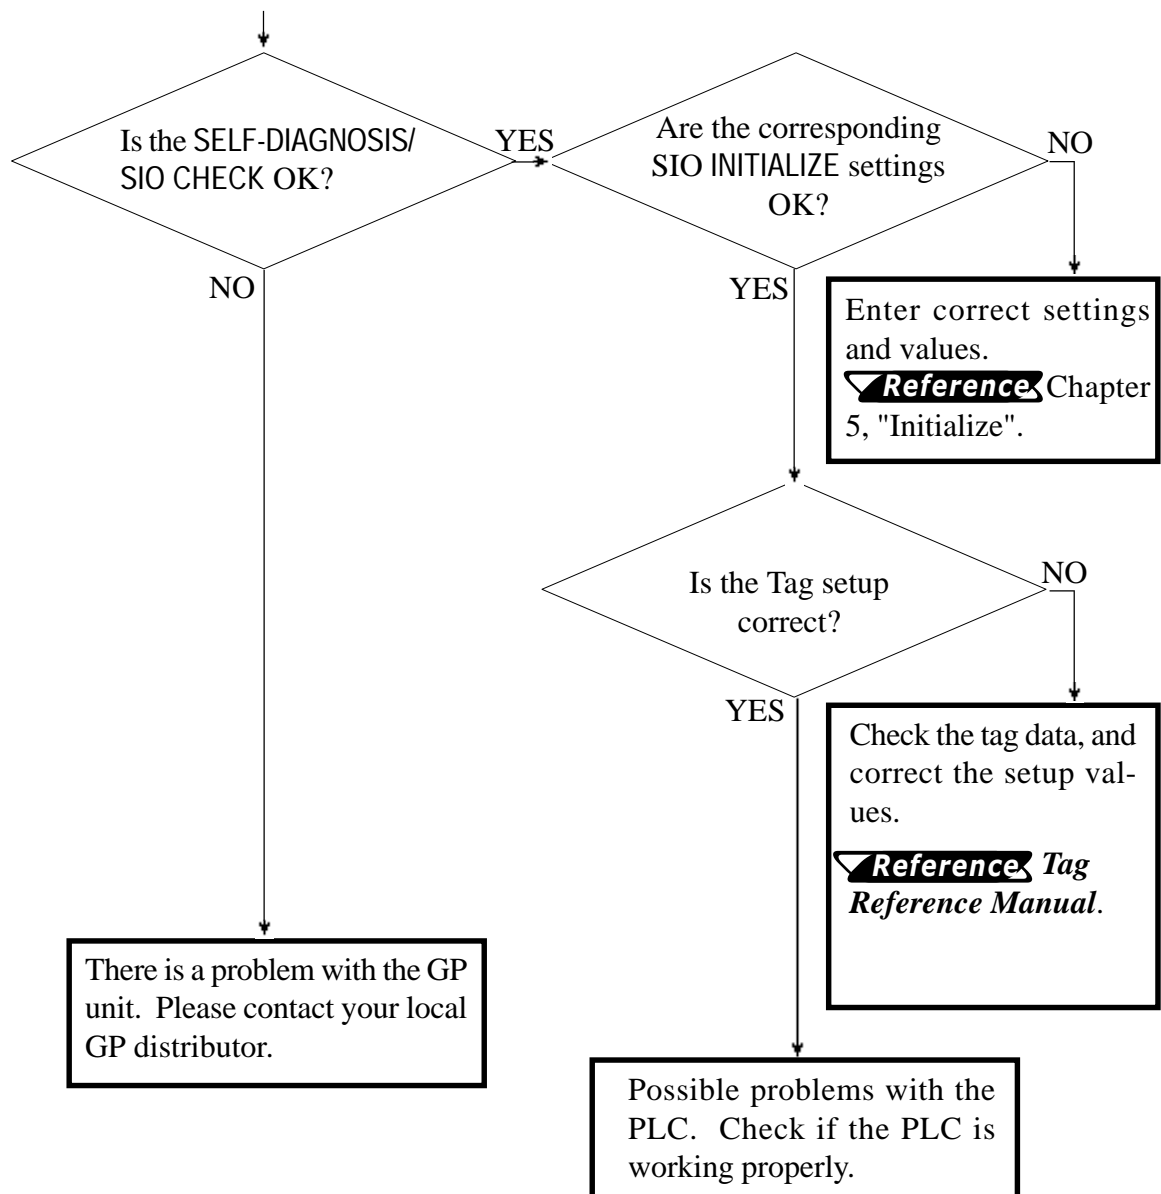 Is the SELF-DIAGNOSIS/
SIO CHECK OK?
YES
NO
Are the corresponding
SIO INITIALIZE settings
OK?
NO
YES
Enter correct settings
and values.
Reference Chapter
5, "Initialize".
Is the Tag setup
correct?
NO
YES
Check the tag data, and
correct the setup val-
ues.
Reference Tag
Reference Manual.
There is a problem with the GP
unit. Please contact your local
GP distributor.
Possible problems with the
PLC. Check if the PLC is
working properly.